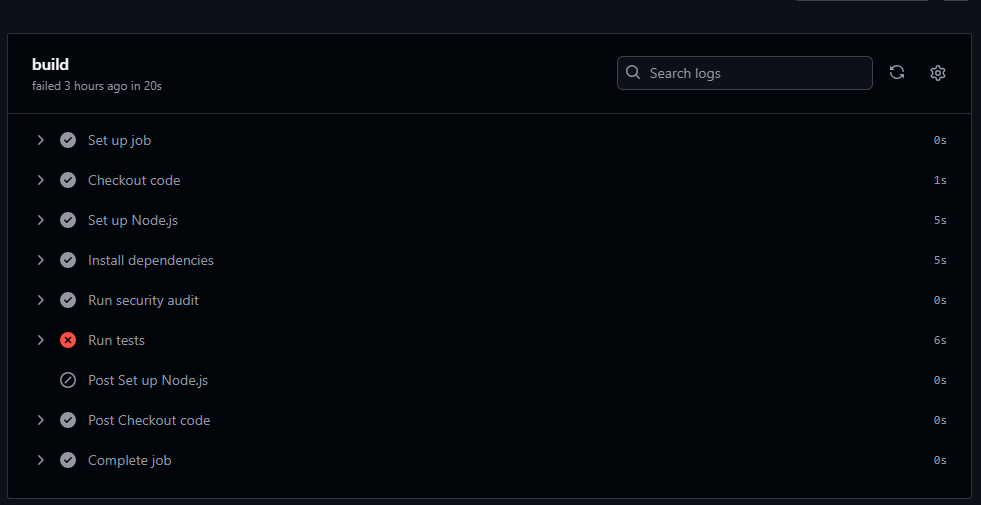 build
failed 3 hours ago in 20s
Search logs
Set up job 0s
Checkout code 1s
Set up Node.js 5s
Install dependencies 5s
Run security audit 0s
Run tests 6s
Post Set up Node.js 0s
Post Checkout code 0s
Complete job 0s